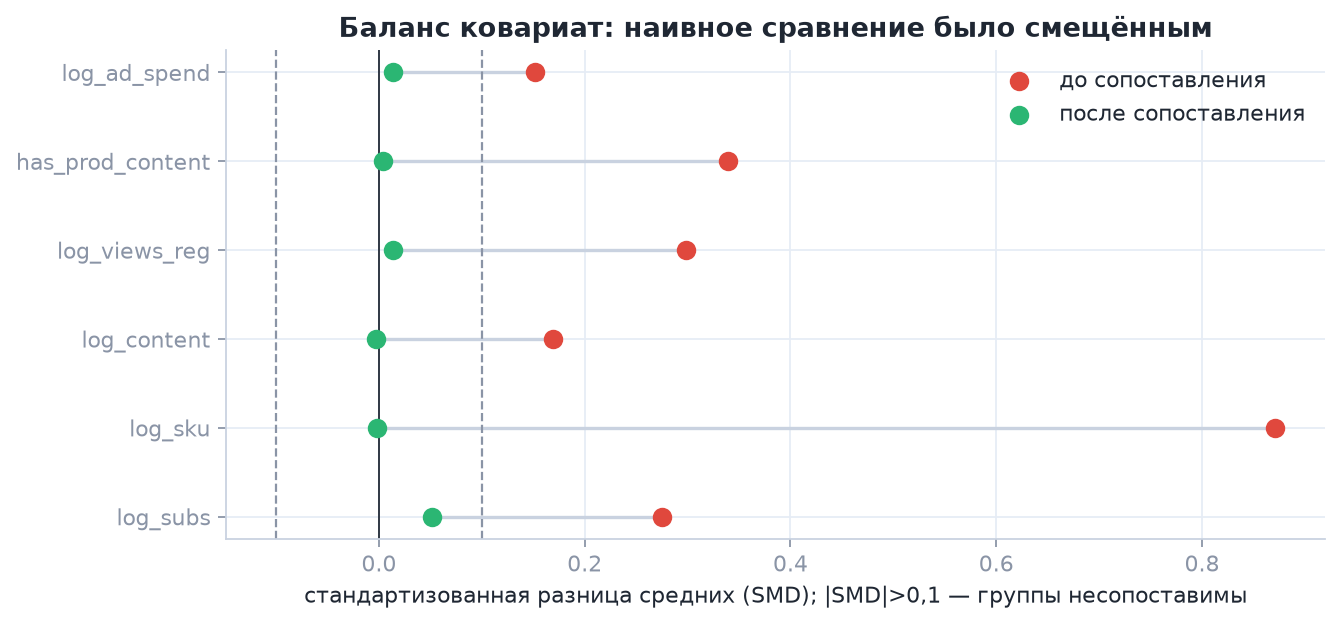 Баланс ковариат: наивное сравнение было смещённым
log_ad_spend
до сопоставления
после сопоставления
has_prod_content
log_views_reg
log_content
log_sku
log_subs
0.0 0.2 0.4 0.6 0.8
стандартизованная разница средних (SMD); |SMD|>0,1 — группы несопоставимы